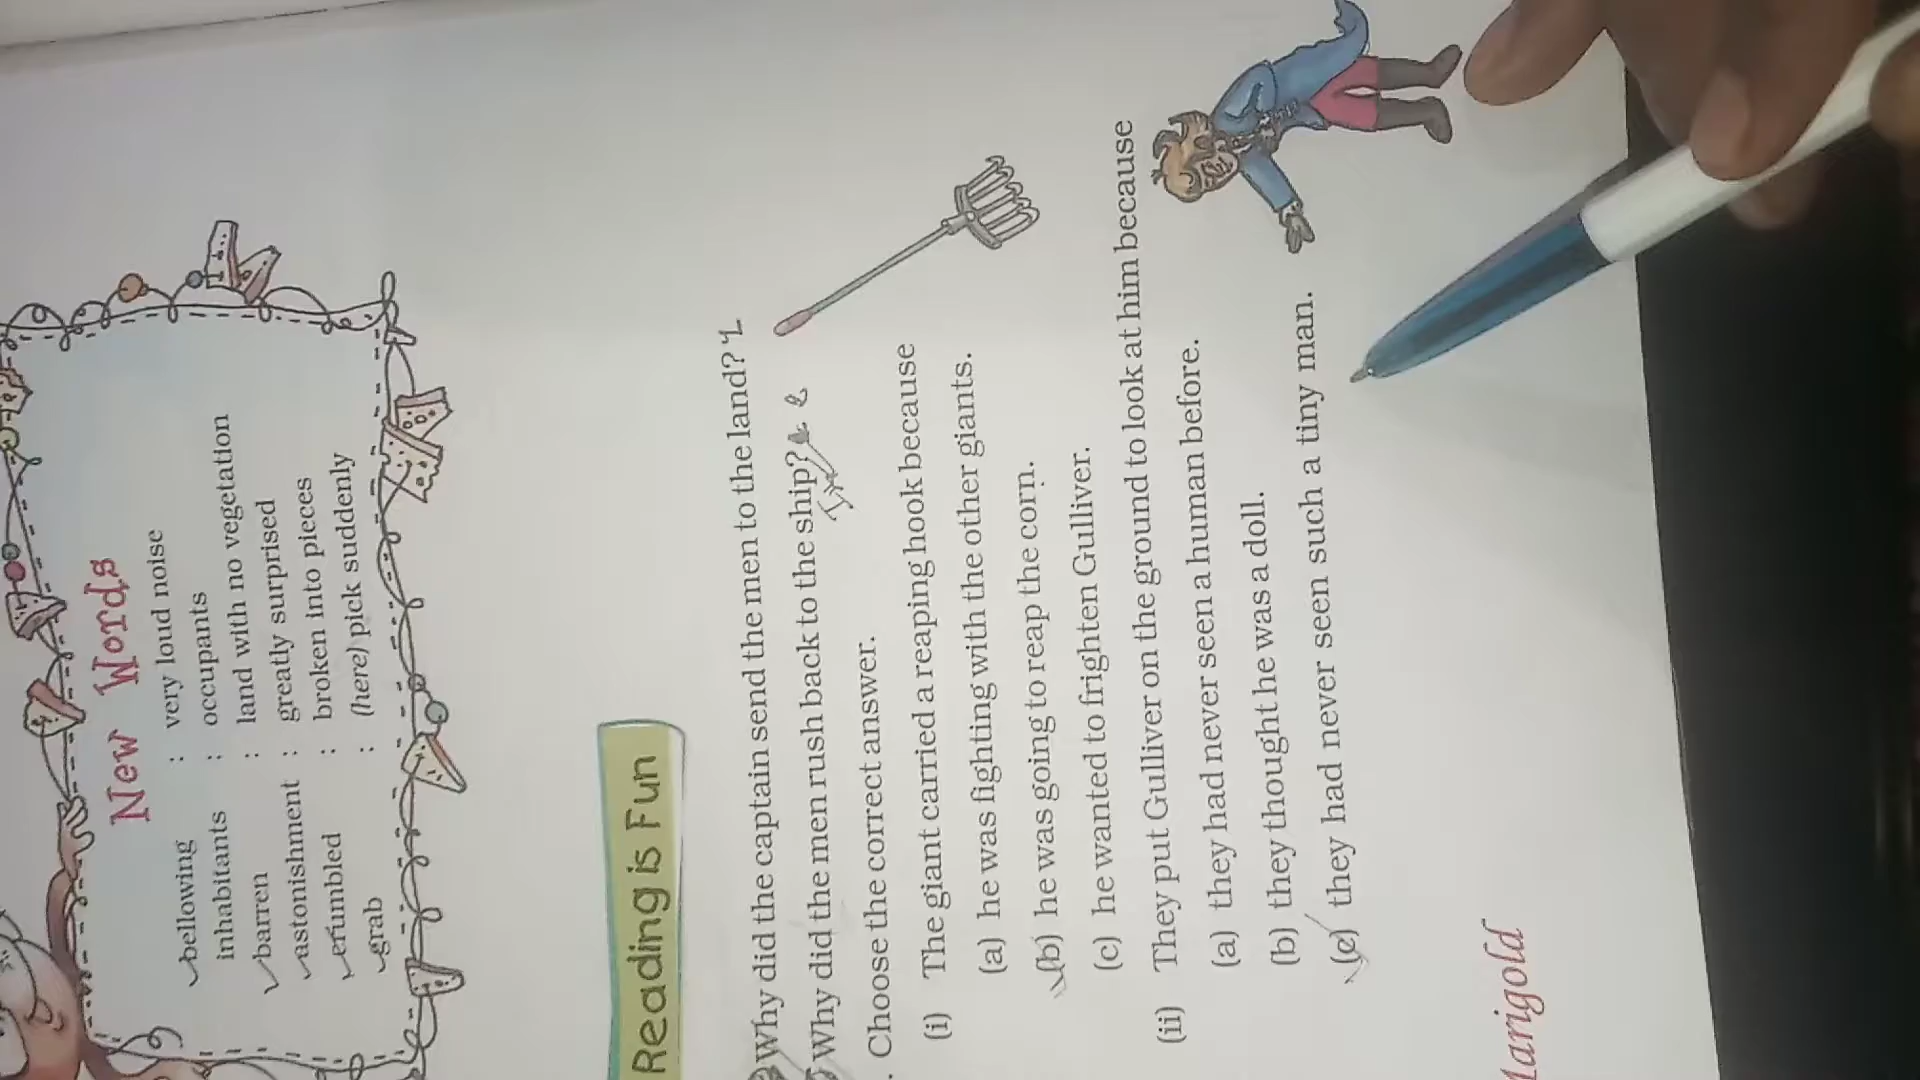 New Words
bellowing : very loud noise
inhabitants : occupants
barren : land with no vegetation
astonishment : greatly surprised
crumbled : broken into pieces
grab : (here) pick suddenly
Reading is Fun
Why did the captain send the men to the land? 1
Why did the men rush back to the ship? 2
. Choose the correct answer.
(i) The giant carried a reaping hook because
(a) he was fighting with the other giants.
(b) he was going to reap the corn.
(c) he wanted to frighten Gulliver.
(ii) They put Gulliver on the ground to look at him because
(a) they had never seen a human before.
(b) they thought he was a doll.
(c) they had never seen such a tiny man.
Marigold